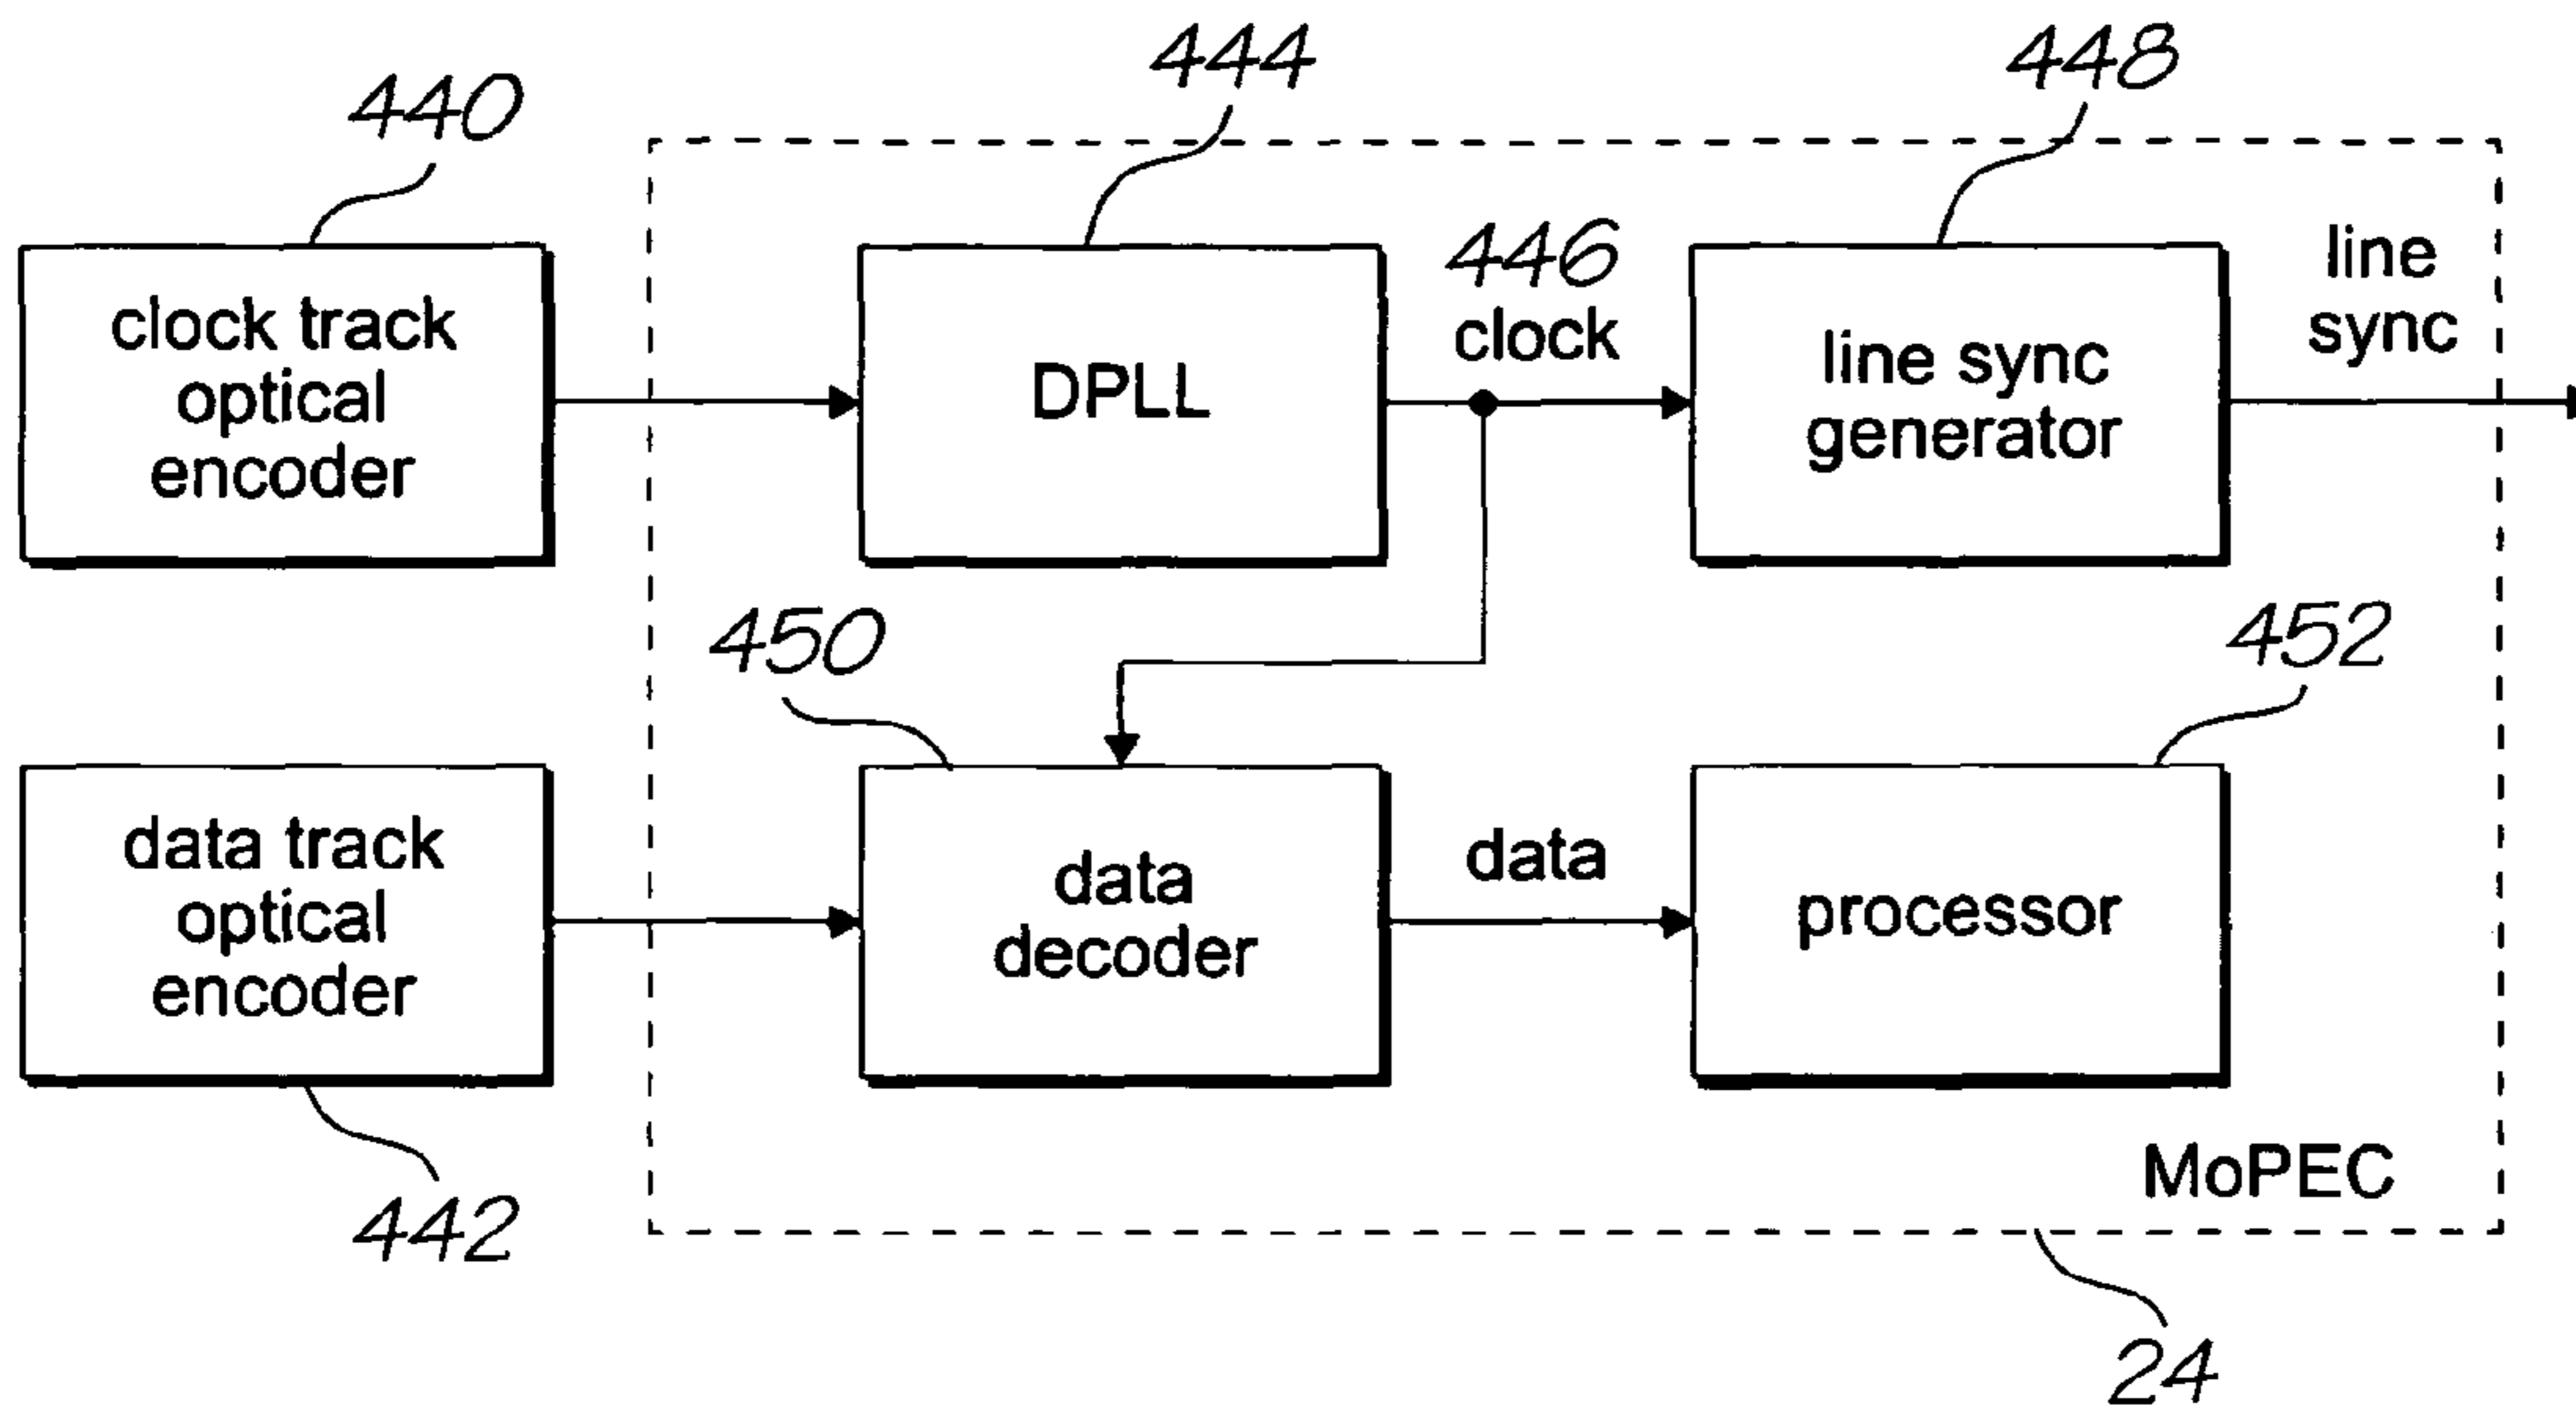 444
448
440
446
clock
line
sync
clock track
optical
encoder
DPLL
line sync
generator
450
452
data track
optical
encoder
data
decoder
data
processor
MoPEC
442
24